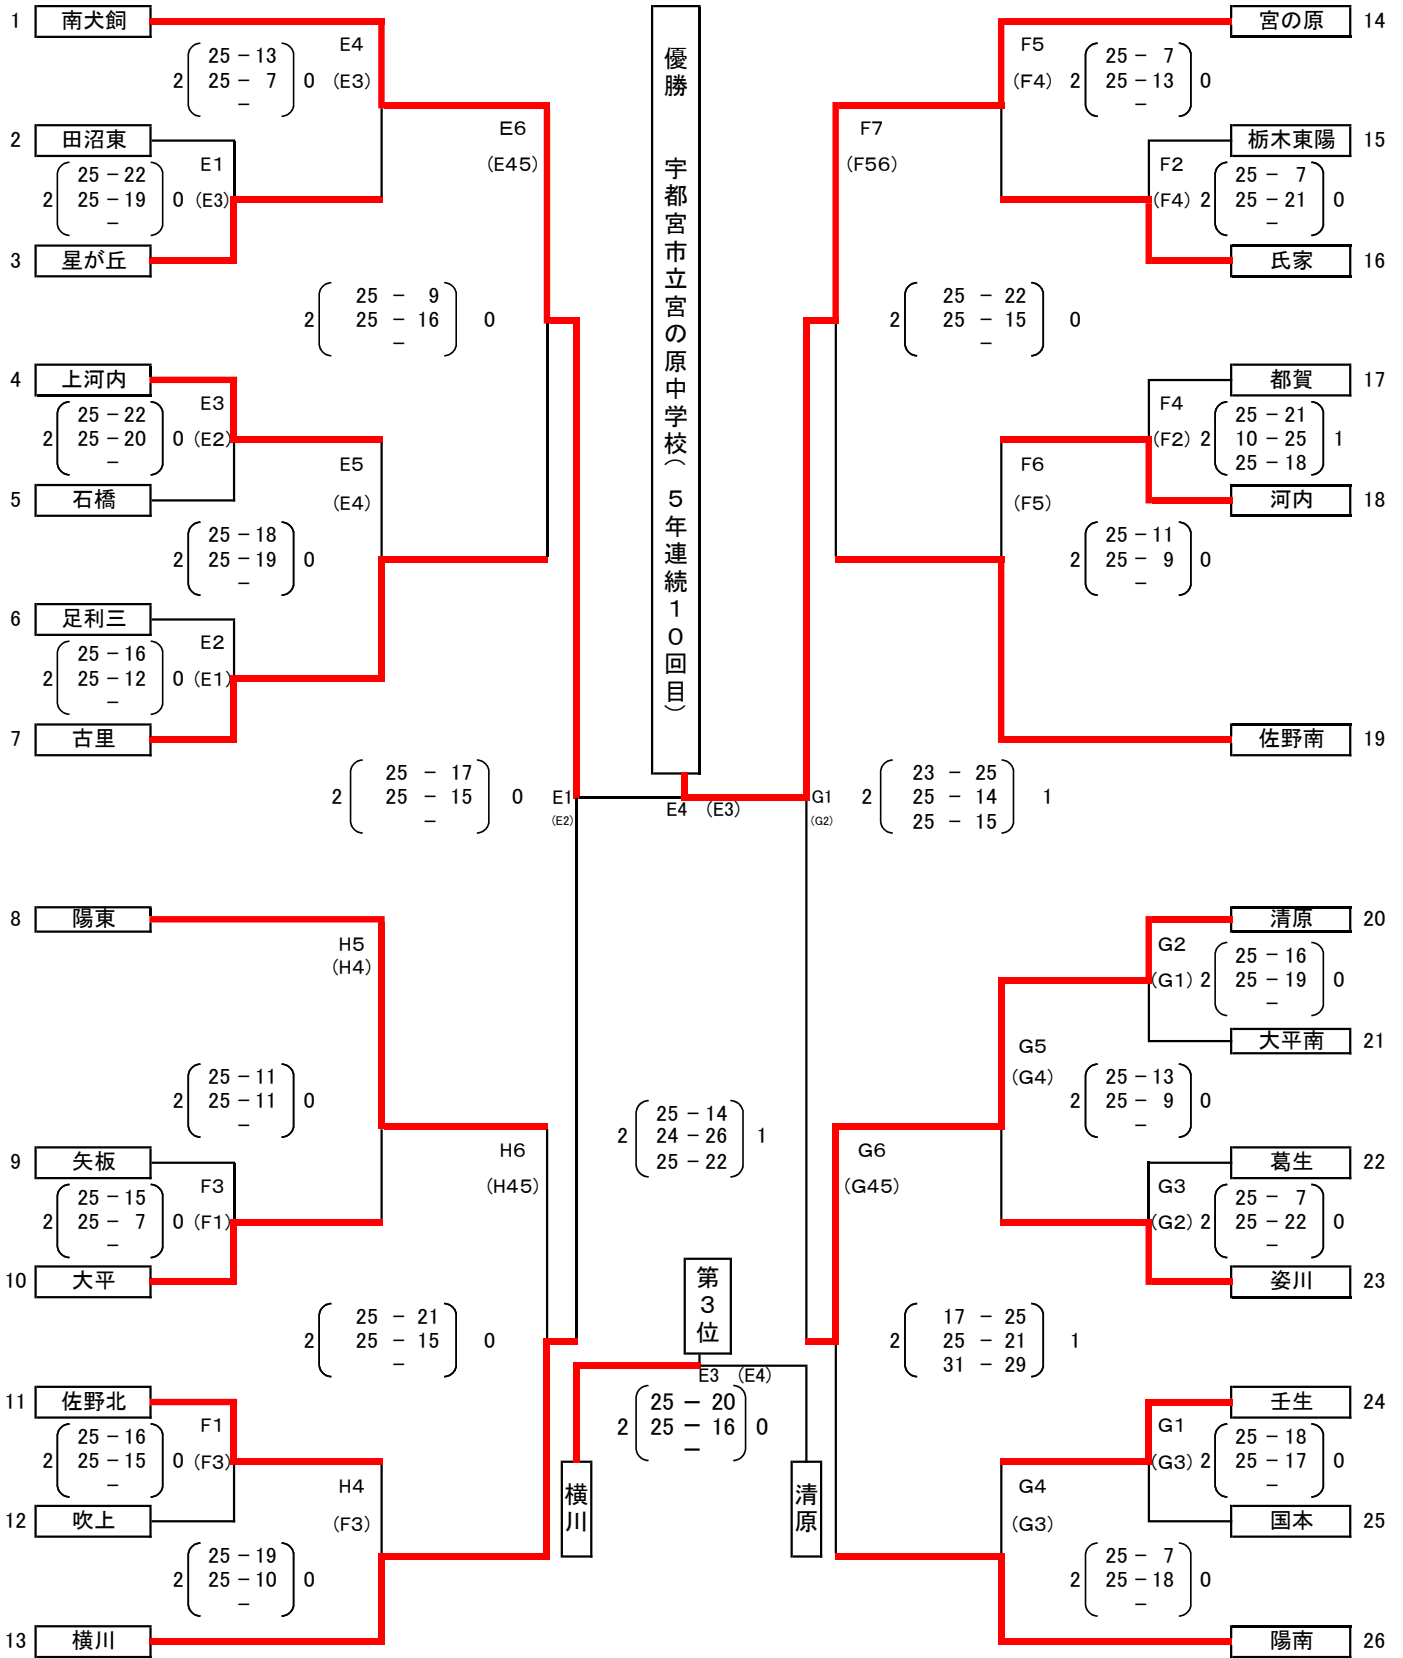 1 南犬飼
E4
25 - 13
2 25 - 7 0 (E3)
-
2 田沼東
E1
25 - 22
2 25 - 19 0 (E3)
-
3 星が丘
E6
(E45)
25 - 9
2 25 - 16 0
-
4 上河内
E3
25 - 22
2 25 - 20 0 (E2)
-
5 石橋
E5
(E4)
25 - 18
2 25 - 19 0
-
6 足利三
E2
25 - 16
2 25 - 12 0 (E1)
-
7 古里
25 - 17
2 25 - 15 0 E1
- (E2)
8 陽東
H5
(H4)
25 - 11
2 25 - 11 0
-
9 矢板
F3
25 - 15
2 25 - 7 0 (F1)
-
10 大平
H6
(H45)
25 - 21
2 25 - 15 0
-
11 佐野北
F1
25 - 16
2 25 - 15 0 (F3)
-
12 吹上
H4
(F3)
25 - 19
2 25 - 10 0
-
13 横川
優勝 宇都宮市立宮の原中学校(5年連続10回目)
E4 (E3)
25 - 14
2 24 - 26 1
25 - 22
第3位
E3 (E4)
25 - 20
2 25 - 16 0
-
横川
清原
宮の原 14
F5
25 - 7
(F4) 2 25 - 13 0
-
栃木東陽 15
F2
25 - 7
(F4) 2 25 - 21 0
-
氏家 16
F7
(F56)
25 - 22
2 25 - 15 0
-
都賀 17
F4
25 - 21
(F2) 2 10 - 25 1
25 - 18
河内 18
F6
(F5)
25 - 11
2 25 - 9 0
-
佐野南 19
23 - 25
G1 2 25 - 14 1
(G2) 25 - 15
清原 20
G2
25 - 16
(G1) 2 25 - 19 0
-
大平南 21
G5
(G4)
25 - 13
2 25 - 9 0
-
葛生 22
G3
25 - 7
(G2) 2 25 - 22 0
-
姿川 23
G6
(G45)
17 - 25
2 25 - 21 1
31 - 29
壬生 24
G1
25 - 18
(G3) 2 25 - 17 0
-
国本 25
G4
(G3)
25 - 7
2 25 - 18 0
-
陽南 26